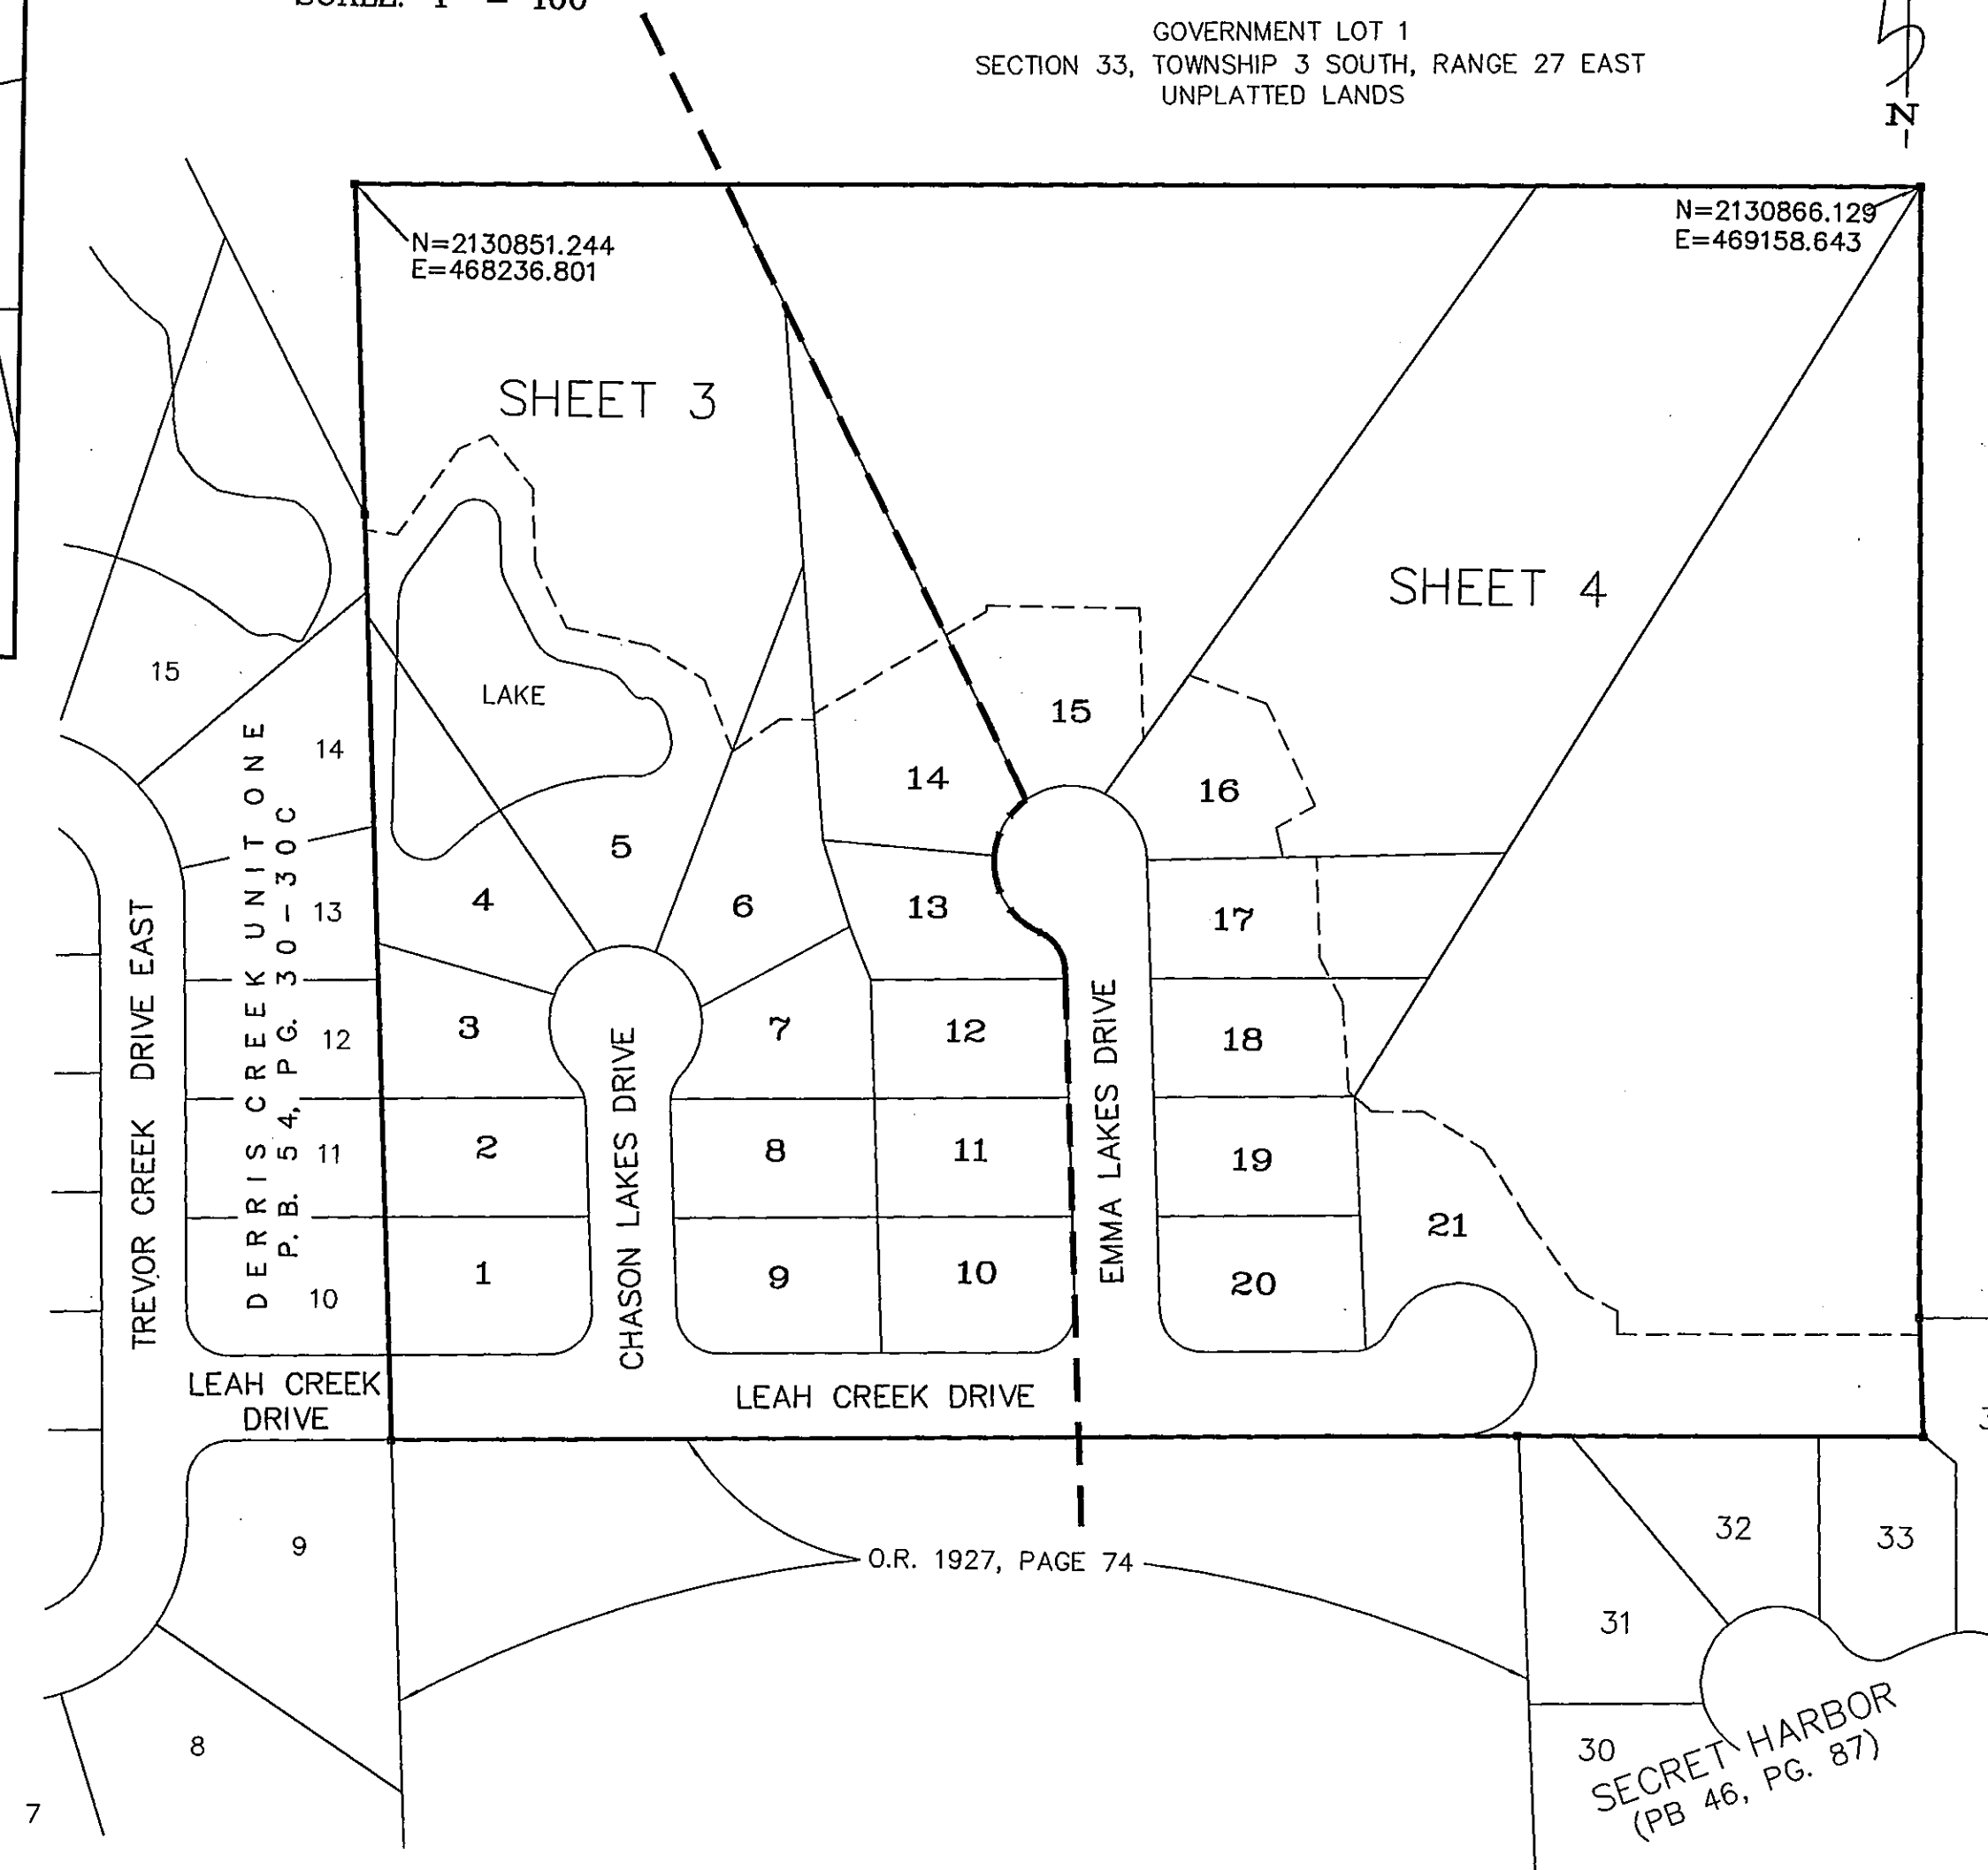 GOVERNMENT LOT 1
SECTION 33, TOWNSHIP 3 SOUTH, RANGE 27 EAST
UNPLATTED LANDS
N
N=2130851.244
E=468236.801
N=2130866.129
E=469158.643
SHEET 3
SHEET 4
LAKE
15
14
13
12
11
10
9
8
7
DERRIS CREEK UNIT ONE
P.B. 54, PG. 30-30C
TREVOR CREEK DRIVE EAST
1
2
3
4
5
6
7
8
9
10
11
12
13
14
15
16
17
18
19
20
21
CHASON LAKES DRIVE
EMMA LAKES DRIVE
LEAH CREEK
DRIVE
LEAH CREEK DRIVE
O.R. 1927, PAGE 74
30
31
32
33
SECRET HARBOR
(PB 46, PG. 87)